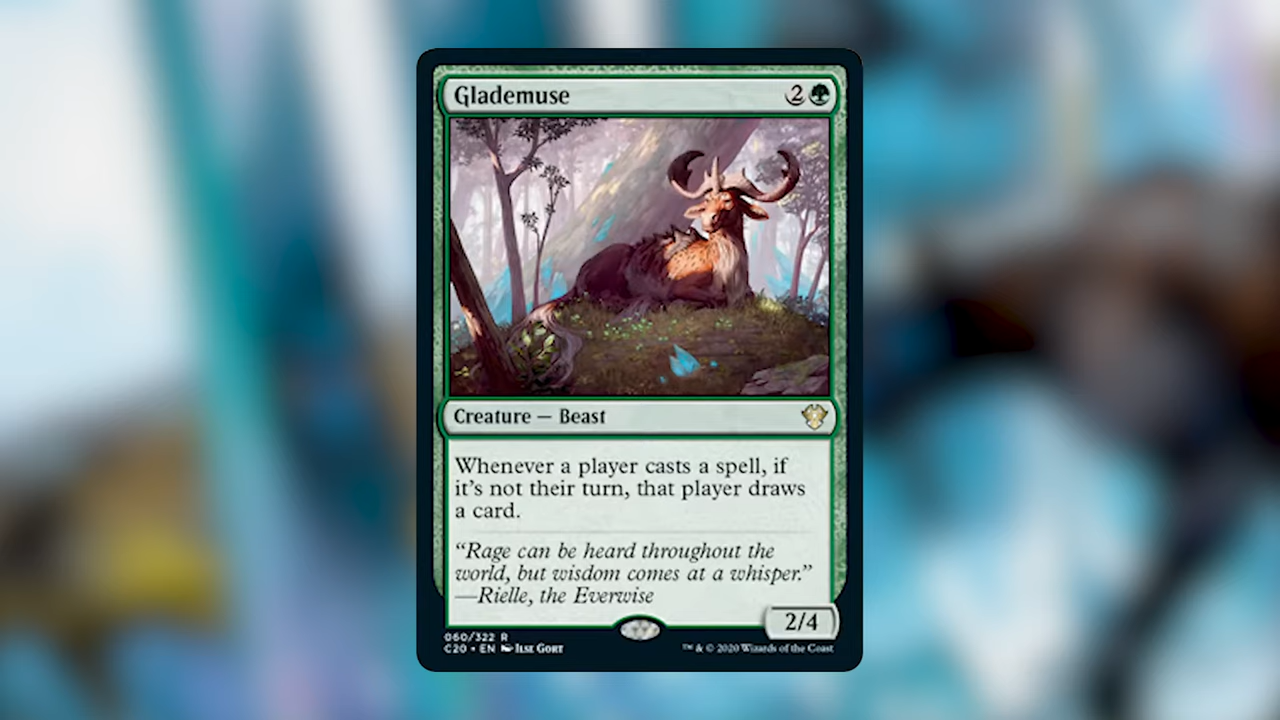 Glademuse 2
Creature — Beast
Whenever a player casts a spell, if
it's not their turn, that player draws
a card.
“Rage can be heard throughout the
world, but wisdom comes at a whisper.”
—Rielle, the Everwise
2/4
060/322 R
C20 • EN Ilse Gort
™ & © 2020 Wizards of the Coast